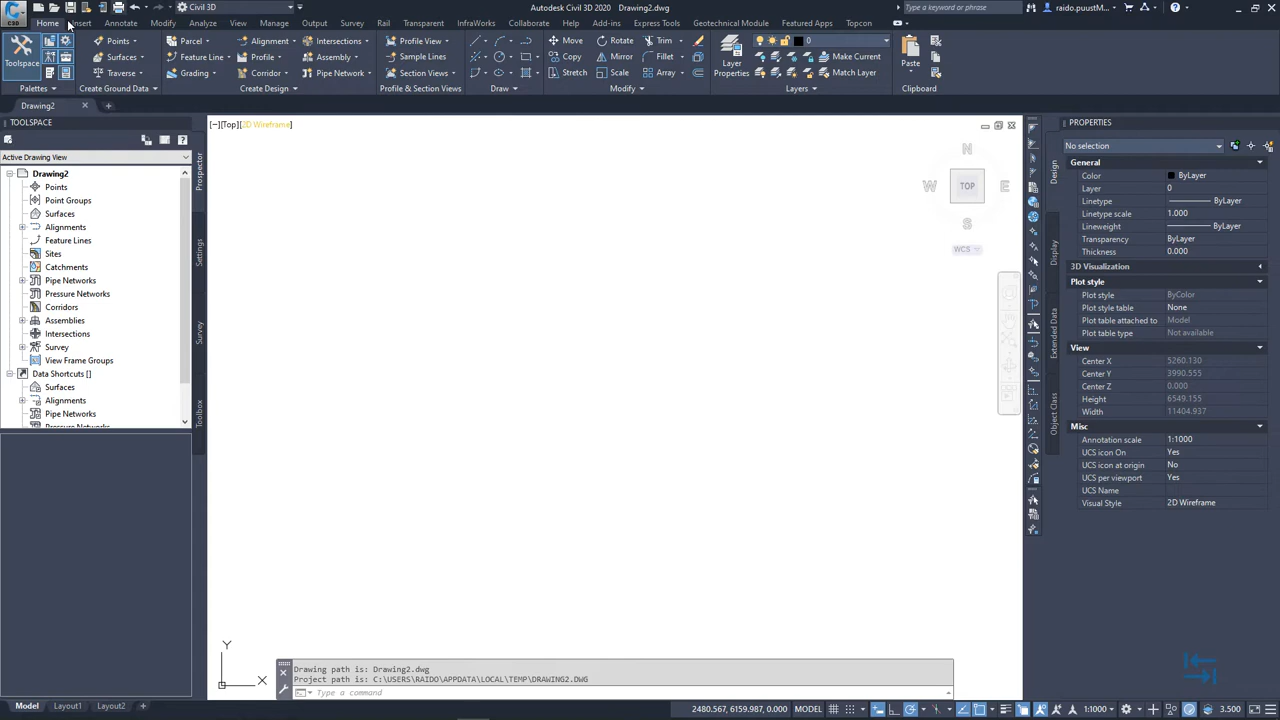 C3D Civil 3D Autodesk Civil 3D 2020 Drawing2.dwg Type a keyword or phrase raido.puustM...
Home Insert Annotate Modify Analyze View Manage Output Survey Rail Transparent InfraWorks Collaborate Help Add-ins Express Tools Geotechnical Module Featured Apps Topcon
Points Parcel Alignment Intersections Profile View Move Rotate Trim 0
Toolspace Surfaces Feature Line Profile Assembly Sample Lines Copy Mirror Fillet Layer Properties Make Current Paste
Traverse Grading Corridor Pipe Network Section Views Stretch Scale Array Match Layer
Palettes Create Ground Data Create Design Profile & Section Views Draw Modify Layers Clipboard
Drawing2
TOOLSPACE
Active Drawing View
Drawing2
Points
Point Groups
Surfaces
Alignments
Feature Lines
Sites
Catchments
Pipe Networks
Pressure Networks
Corridors
Assemblies
Intersections
Survey
View Frame Groups
Data Shortcuts []
Surfaces
Alignments
Pipe Networks
Pressure Networks
Prospector
Settings
Survey
Toolbox
[−][Top][2D Wireframe]
N
W TOP E
S
WCS
Y
X
Drawing path is: Drawing2.dwg
Project path is: C:\USERS\RAIDO\APPDATA\LOCAL\TEMP\DRAWING2.DWG
Type a command
PROPERTIES
No selection
Design
Display
Extended Data
Object Class
General
Color ByLayer
Layer 0
Linetype ByLayer
Linetype scale 1.000
Lineweight ByLayer
Transparency ByLayer
Thickness 0.000
3D Visualization
Plot style
Plot style ByColor
Plot style table None
Plot table attached to Model
Plot table type Not available
View
Center X 5260.130
Center Y 3990.555
Center Z 0.000
Height 6549.155
Width 11404.937
Misc
Annotation scale 1:1000
UCS icon On Yes
UCS icon at origin No
UCS per viewport Yes
UCS Name
Visual Style 2D Wireframe
Model Layout1 Layout2 2480.567, 6159.987, 0.000 MODEL 1:1000 3.500